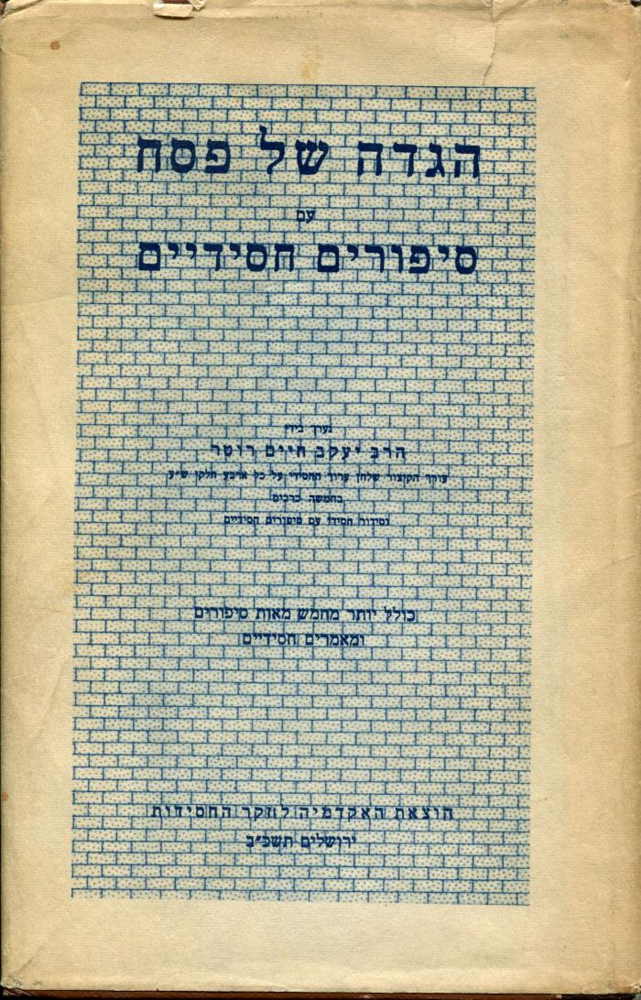 הגדה של פסח
עם
סיפורים חסידיים
נערך בידי
הרב יעקב חיים רוטר
עורך הקיצור שלחן ערוך החסידי על כל ארבע חלקי ש״ע
בחמשה כרכים
וסידור חסידי עם סיפורים חסידיים
כולל יותר מחמש מאות סיפורים
ומאמרים חסידיים
הוצאת האקדמיה לחקר החסידות
ירושלים תשכ״ב